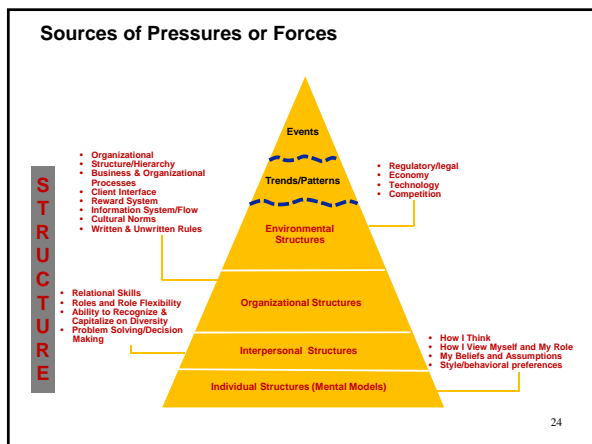 Sources of Pressures or Forces
Events
Trends/Patterns
Environmental
Structures
Organizational Structures
Interpersonal Structures
Individual Structures (Mental Models)
STRUCTURE
• Organizational
• Structure/Hierarchy
• Business & Organizational
Processes
• Client Interface
• Reward System
• Information System/Flow
• Cultural Norms
• Written & Unwritten Rules
• Regulatory/legal
• Economy
• Technology
• Competition
• Relational Skills
• Roles and Role Flexibility
• Ability to Recognize &
Capitalize on Diversity
• Problem Solving/Decision
Making
• How I Think
• How I View Myself and My Role
• My Beliefs and Assumptions
• Style/behavioral preferences
24